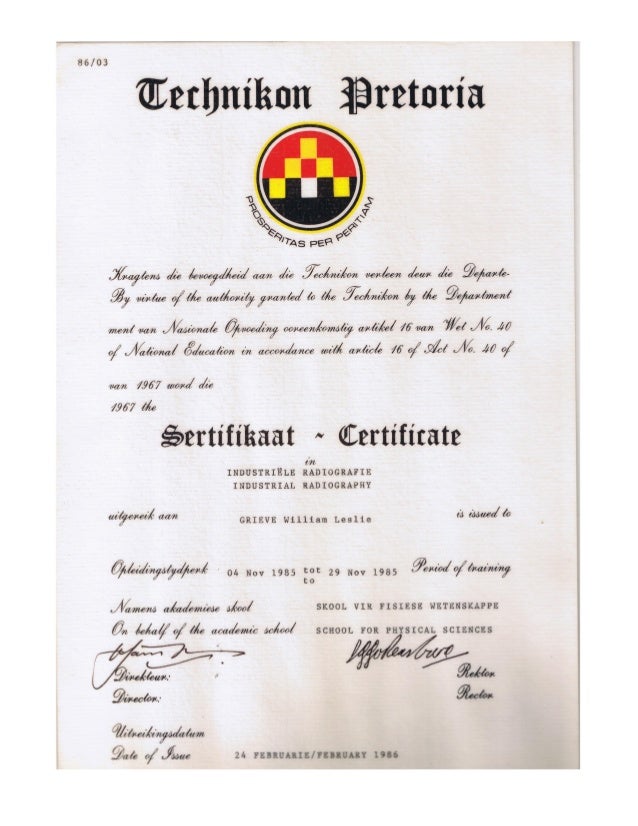 86/03
Technikon Pretoria
PROSPERITAS PER PERITIAM
Kragtens die bevoegdheid aan die Technikon verleen deur die Departe-
By virtue of the authority granted to the Technikon by the Department
ment van Nasionale Opvoeding ooreenkomstig artikel 16 van Wet No. 40
of National Education in accordance with article 16 of Act No. 40 of
van 1967 word die
1967 the
Sertifikaat ~ Certificate
in
INDUSTRIËLE RADIOGRAFIE
INDUSTRIAL RADIOGRAPHY
uitgereik aan GRIEVE William Leslie is issued to
Opleidingstydperk 04 Nov 1985 tot 29 Nov 1985 Period of training
to
Namens akademiese skool SKOOL VIR FISIESE WETENSKAPPE
On behalf of the academic school SCHOOL FOR PHYSICAL SCIENCES
Direkteur: Rektor
Director: Rector
Uitreikingsdatum
Date of Issue 24 FEBRUARIE/FEBRUARY 1986